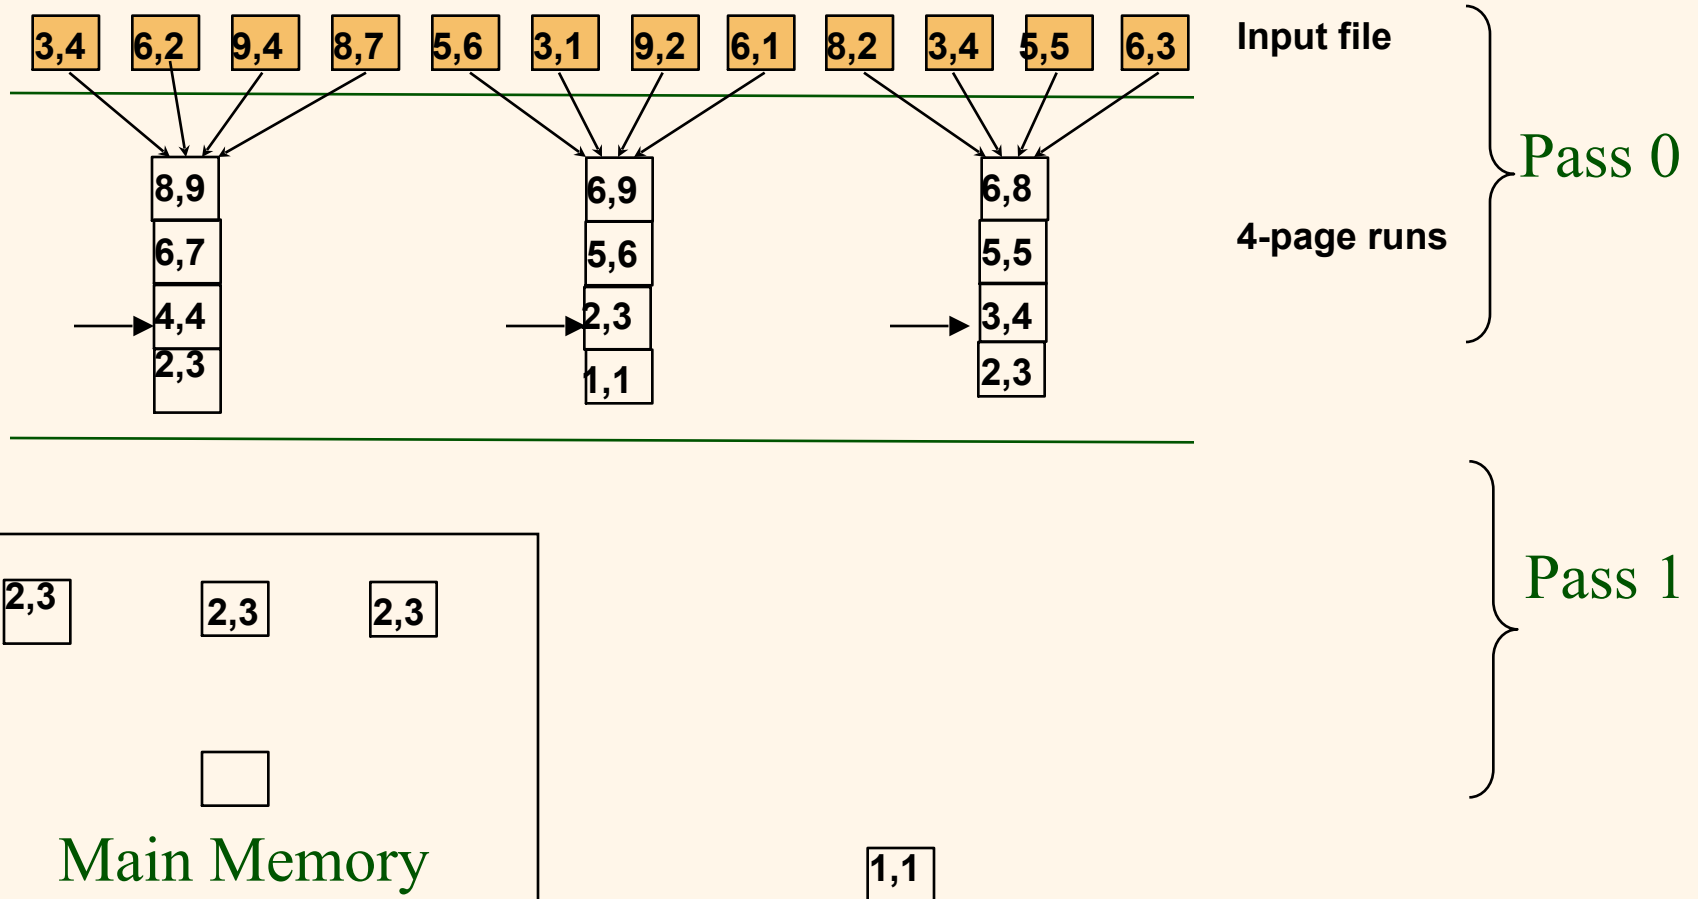 3,4 6,2 9,4 8,7 5,6 3,1 9,2 6,1 8,2 3,4 5,5 6,3 Input file
Pass 0
8,9 6,9 6,8
4-page runs
6,7 5,6 5,5
4,4 2,3 3,4
2,3 1,1 2,3
Pass 1
2,3 2,3 2,3
Main Memory
1,1